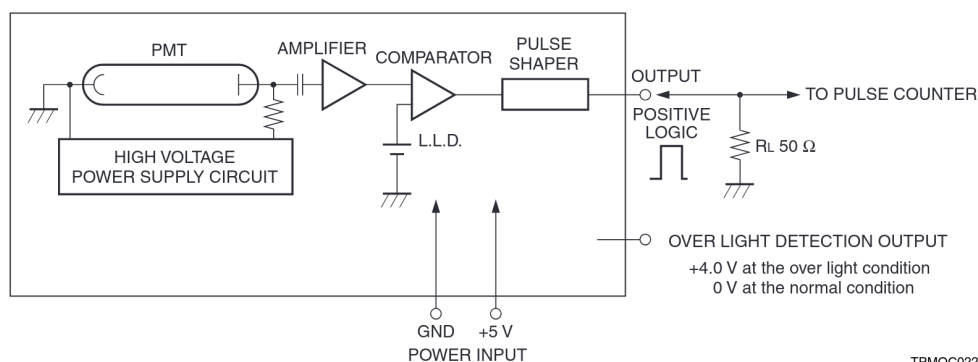 PMT
AMPLIFIER
COMPARATOR
PULSE
SHAPER
OUTPUT
TO PULSE COUNTER
POSITIVE
LOGIC
RL 50 Ω
L.L.D.
HIGH VOLTAGE
POWER SUPPLY CIRCUIT
OVER LIGHT DETECTION OUTPUT
+4.0 V at the over light condition
0 V at the normal condition
GND
+5 V
POWER INPUT